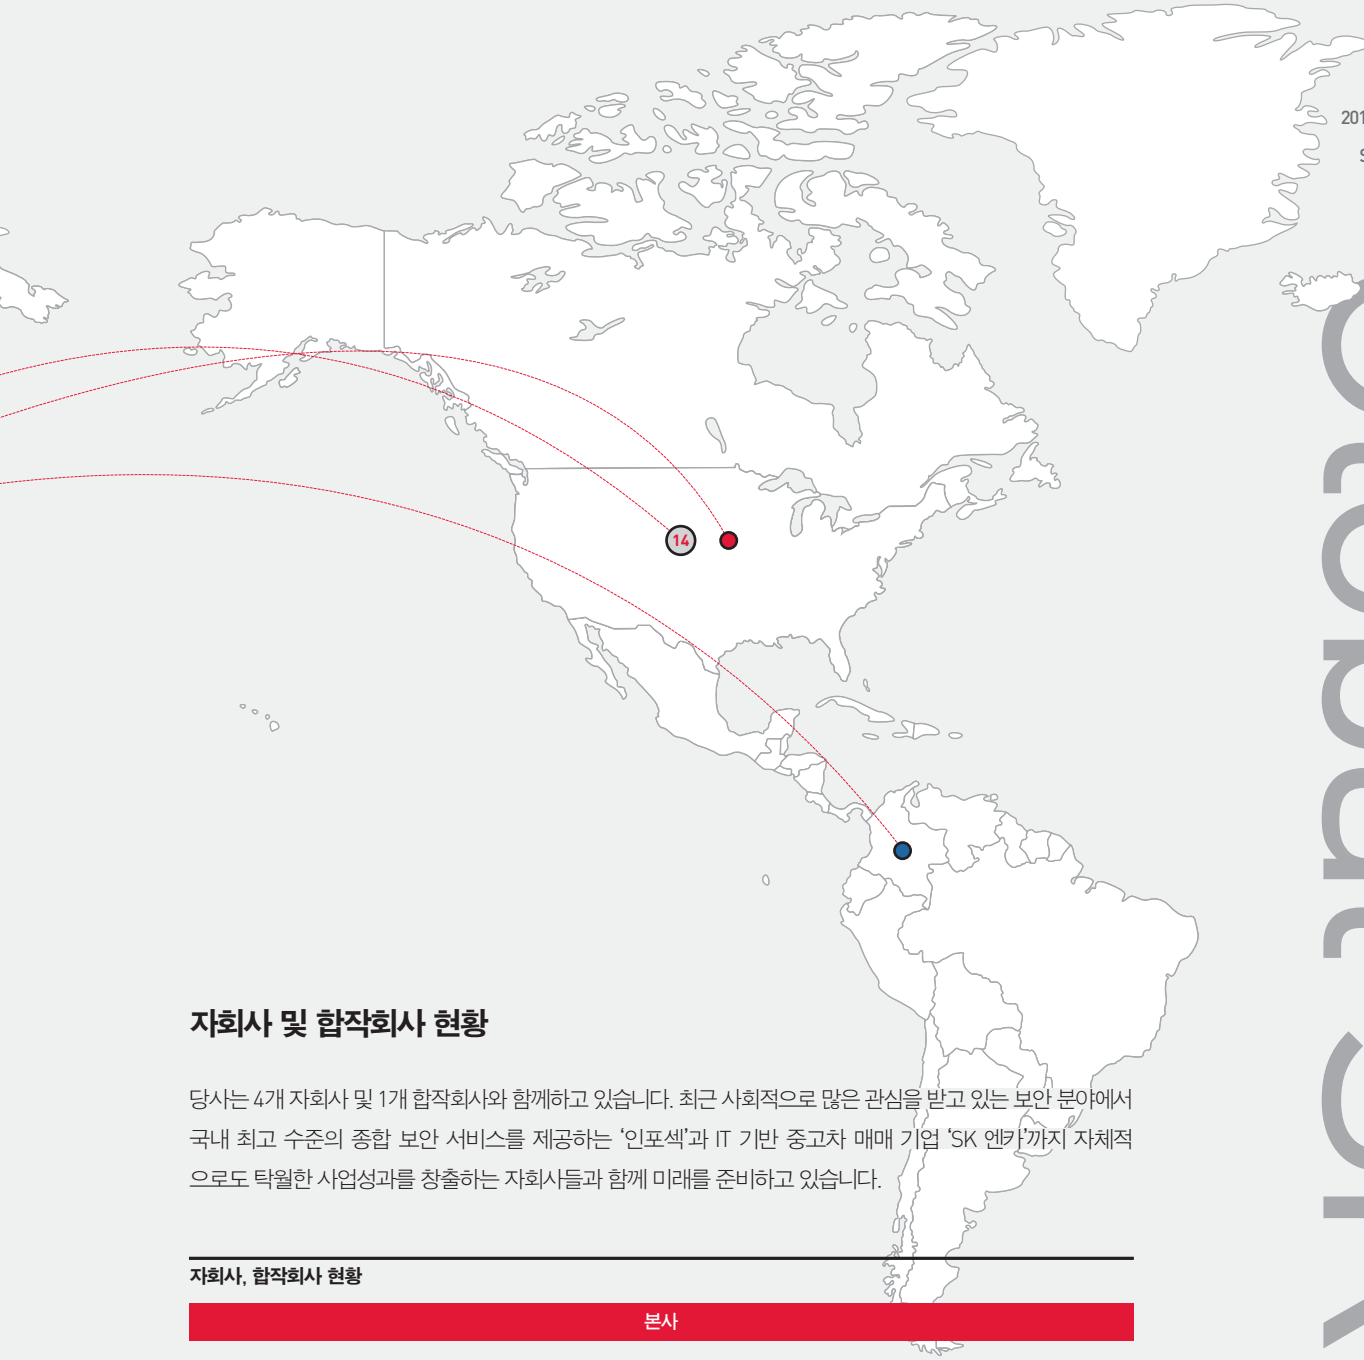 201
14
자회사 및 합작회사 현황
당사는 4개 자회사 및 1개 합작회사와 함께하고 있습니다. 최근 사회적으로 많은 관심을 받고 있는 보안 분야에서
국내 최고 수준의 종합 보안 서비스를 제공하는 ‘인포섹’과 IT 기반 중고차 매매 기업 ‘SK 엔카’까지 자체적
으로도 탁월한 사업성과를 창출하는 자회사들과 함께 미래를 준비하고 있습니다.
자회사, 합작회사 현황
본사